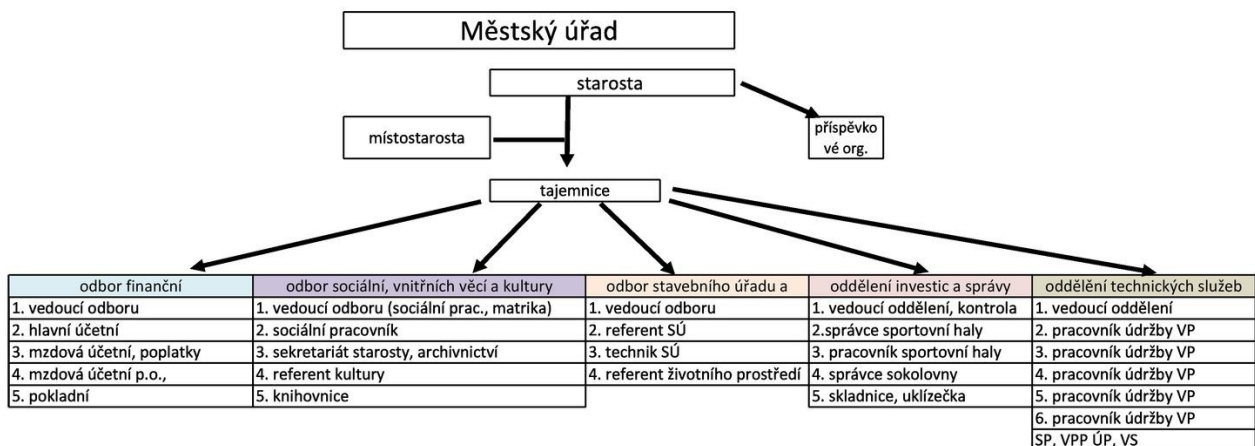 Městský úřad
starosta
místostarosta
příspěvko
vé org.
tajemnice
odbor finanční
1. vedoucí odboru
2. hlavní účetní
3. mzdová účetní, poplatky
4. mzdová účetní p.o.,
5. pokladní
odbor sociální, vnitřních věcí a kultury
1. vedoucí odboru (sociální prac., matrika)
2. sociální pracovník
3. sekretariát starosty, archivnictví
4. referent kultury
5. knihovnice
odbor stavebního úřadu a
1. vedoucí odboru
2. referent SÚ
3. technik SÚ
4. referent životního prostředí
oddělení investic a správy
1. vedoucí oddělení, kontrola
2.správce sportovní haly
3. pracovník sportovní haly
4. správce sokolovny
5. skladnice, uklízečka
oddělění technických služeb
1. vedoucí oddělení
2. pracovník údržby VP
3. pracovník údržby VP
4. pracovník údržby VP
5. pracovník údržby VP
6. pracovník údržby VP
SP, VPP ÚP, VS